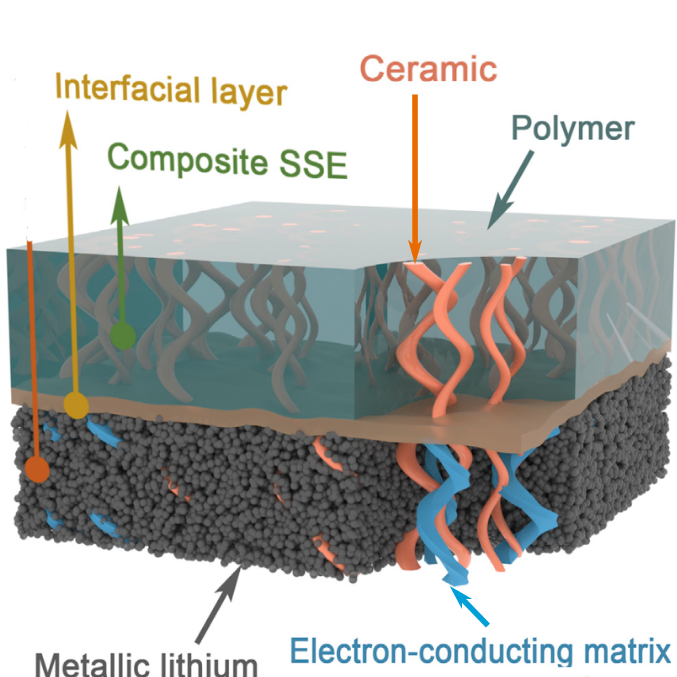 Ceramic
Interfacial layer
Polymer
Composite SSE
Electron-conducting matrix
Metallic lithium